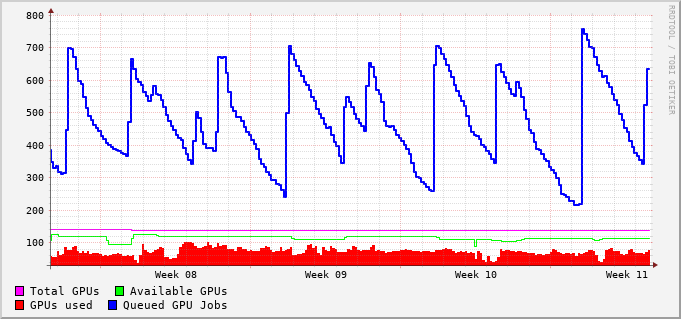 800
700
600
500
400
300
200
100
Week 08 Week 09 Week 10 Week 11
Total GPUs Available GPUs
GPUs used Queued GPU Jobs
RRDTOOL / TOBI OETIKER